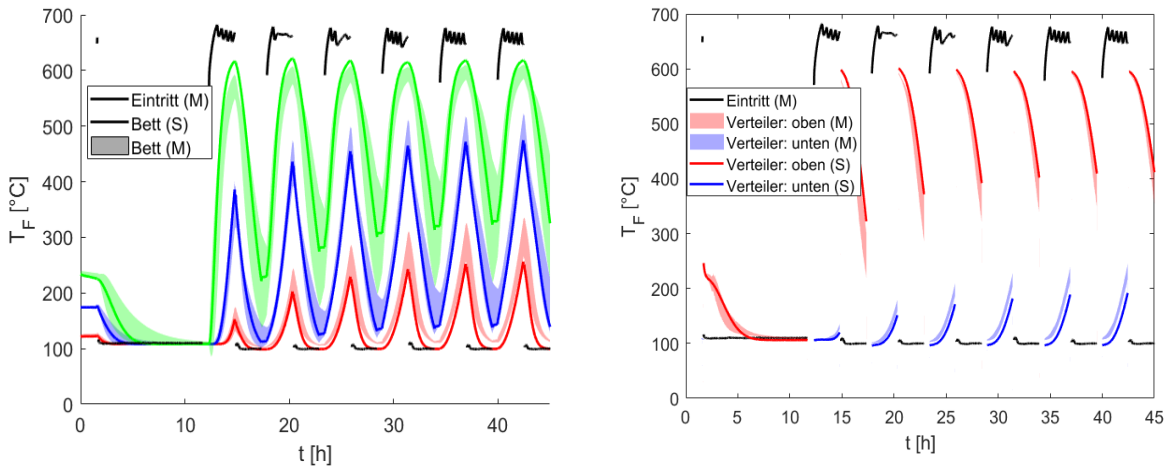 700
600
500
400
300
200
100
0
T_F [°C]
Eintritt (M)
Bett (S)
Bett (M)
0
10
20
30
40
t [h]
700
600
500
400
300
200
100
0
T_F [°C]
Eintritt (M)
Verteiler: oben (M)
Verteiler: unten (M)
Verteiler: oben (S)
Verteiler: unten (S)
0
5
10
15
20
25
30
35
40
45
t [h]